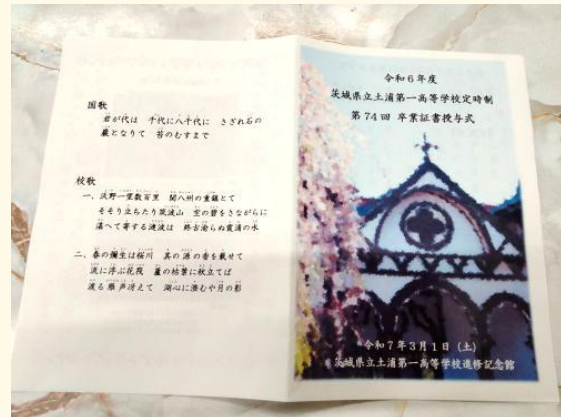 国歌
君が代は 千代に八千代に さざれ石の
巌となりて 苔のむすまで
校歌
一、沃野一望数百里 関八州の重鎮とて
そそり立ちたり筑波山 空の碧をさながらに
湛へて寄する漣波は 終古渝らぬ霞浦の水
二、春の彌生は桜川 其の源の香を載せて
流に浮ぶ花筏 蘆の枯葉に秋立てば
渡る雁声冴えて 湖心に澄むや月の影
令和6年度
茨城県立土浦第一高等学校定時制
第74回 卒業証書授与式
令和7年3月1日(土)
茨城県立土浦第一高等学校進修記念館